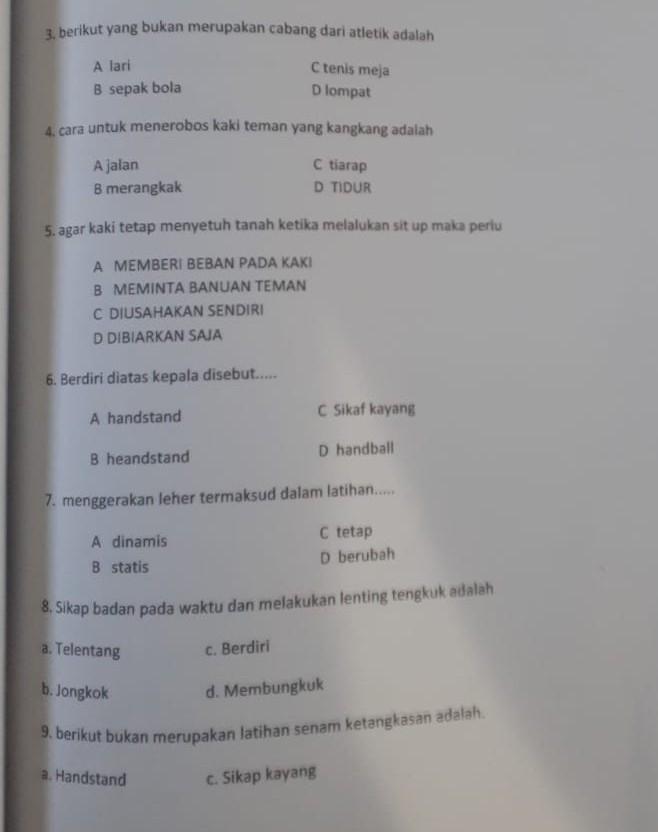 3. berikut yang bukan merupakan cabang dari atletik adalah
A lari C tenis meja
B sepak bola D lompat
4. cara untuk menerobos kaki teman yang kangkang adalah
A jalan C tiarap
B merangkak D TIDUR
5. agar kaki tetap menyetuh tanah ketika melalukan sit up maka perlu
A MEMBERI BEBAN PADA KAKI
B MEMINTA BANUAN TEMAN
C DIUSAHAKAN SENDIRI
D DIBIARKAN SAJA
6. Berdiri diatas kepala disebut.....
A handstand C Sikaf kayang
B heandstand D handball
7. menggerakan leher termaksud dalam latihan.....
A dinamis C tetap
B statis D berubah
8. Sikap badan pada waktu dan melakukan lenting tengkuk adalah
a. Telentang c. Berdiri
b. Jongkok d. Membungkuk
9. berikut bukan merupakan latihan senam ketangkasan adalah.
a. Handstand c. Sikap kayang